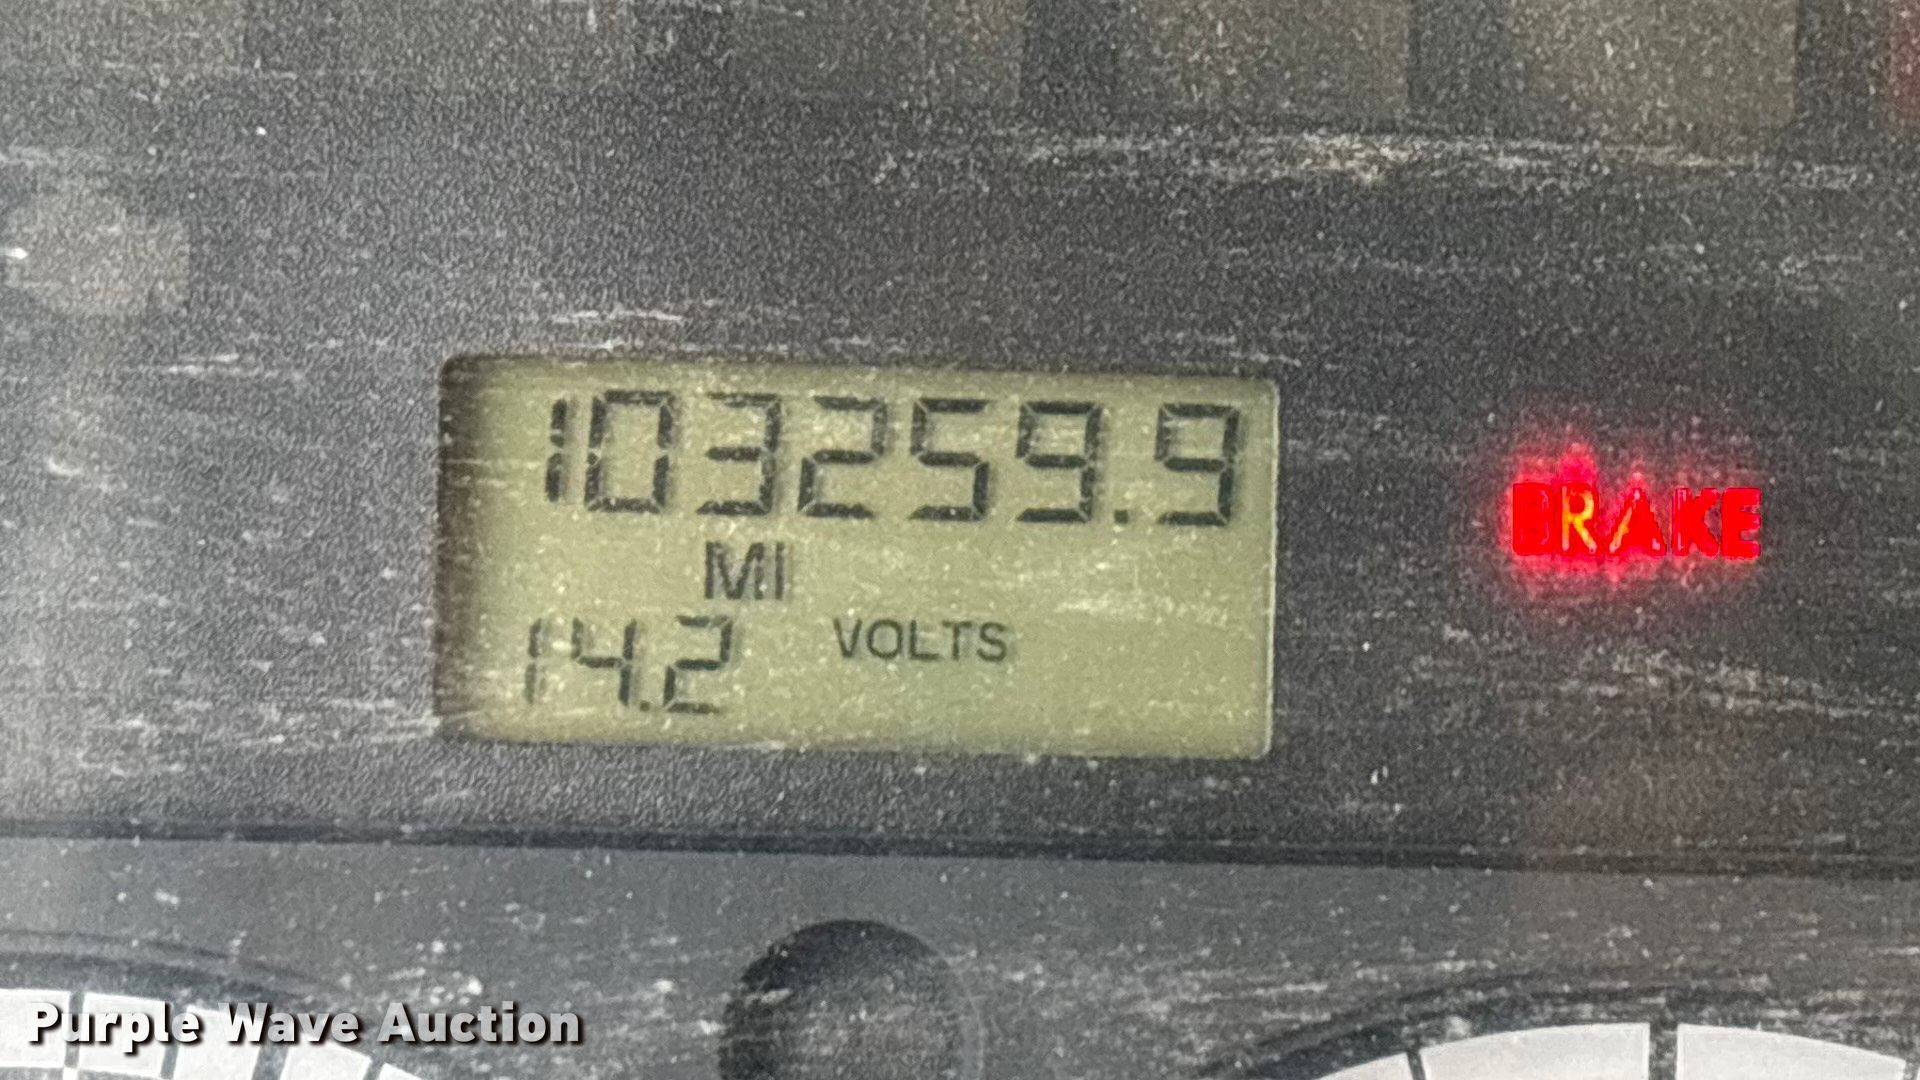 103259.9
MI
14.2 VOLTS
BRAKE
Purple Wave Auction